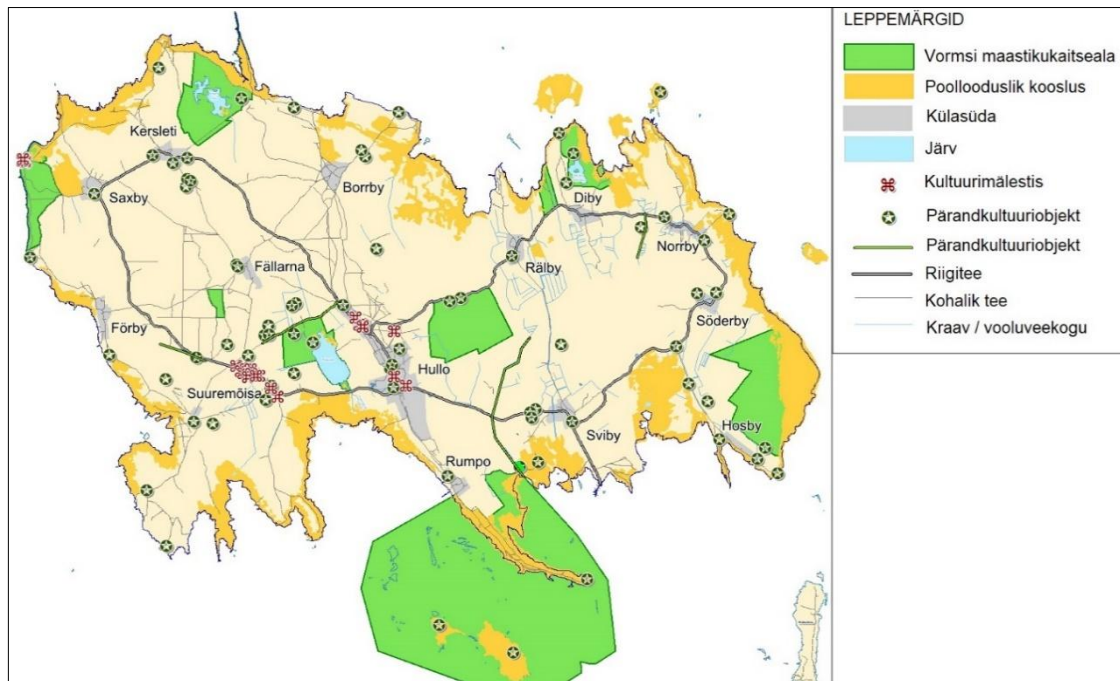 LEPPEMÄRGID
Vormsi maastikukaitseala
Poollooduslik kooslus
Külasüda
Järv
Kultuurimälestis
Pärandkultuuriobjekt
Pärandkultuuriobjekt
Riigitee
Kohalik tee
Kraav / vooluveekogu
Kersleti
Saxby
Borrby
Diby
Norrby
Rälby
Fällarna
Söderby
Förby
Hullo
Suuremõisa
Sviby
Hosby
Rumpo